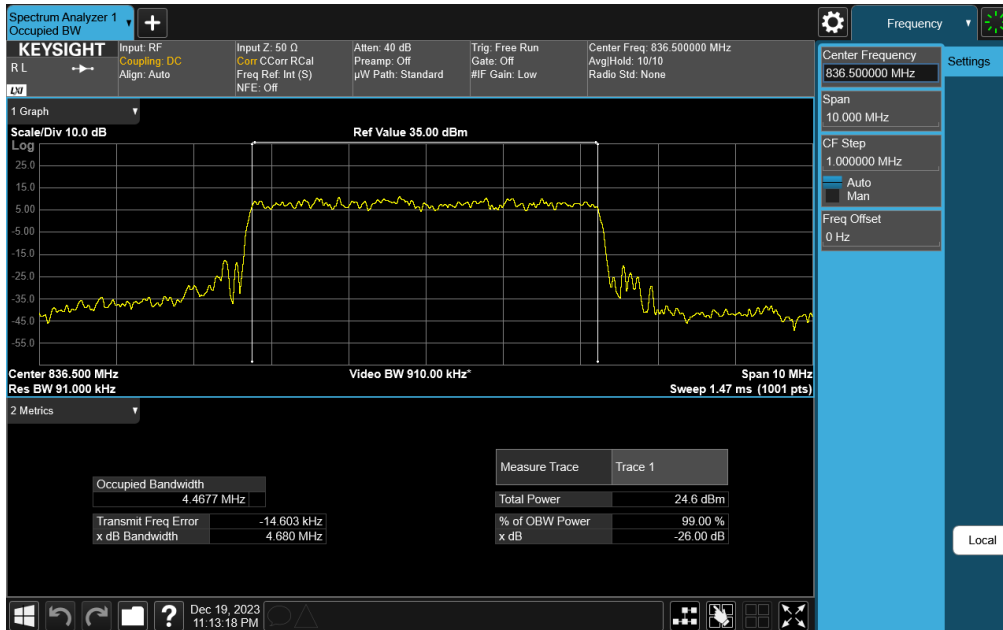 Spectrum Analyzer 1
Occupied BW
Frequency
KEYSIGHT
R L
LXI
Input: RF
Coupling: DC
Align: Auto
Input Z: 50 Ω
Corr CCorr RCal
Freq Ref: Int (S)
NFE: Off
Atten: 40 dB
Preamp: Off
µW Path: Standard
Trig: Free Run
Gate: Off
#IF Gain: Low
Center Freq: 836.500000 MHz
Avg|Hold: 10/10
Radio Std: None
Center Frequency
836.500000 MHz
Settings
Span
10.000 MHz
CF Step
1.000000 MHz
Auto
Man
Freq Offset
0 Hz
Local
1 Graph
Scale/Div 10.0 dB
Ref Value 35.00 dBm
Log
25.0
15.0
5.00
-5.00
-15.0
-25.0
-35.0
-45.0
-55.0
Center 836.500 MHz
Video BW 910.00 kHz*
Span 10 MHz
Res BW 91.000 kHz
Sweep 1.47 ms (1001 pts)
2 Metrics
Occupied Bandwidth
4.4677 MHz
Transmit Freq Error -14.603 kHz
x dB Bandwidth 4.680 MHz
Measure Trace Trace 1
Total Power 24.6 dBm
% of OBW Power 99.00 %
x dB -26.00 dB
?
Dec 19, 2023
11:13:18 PM